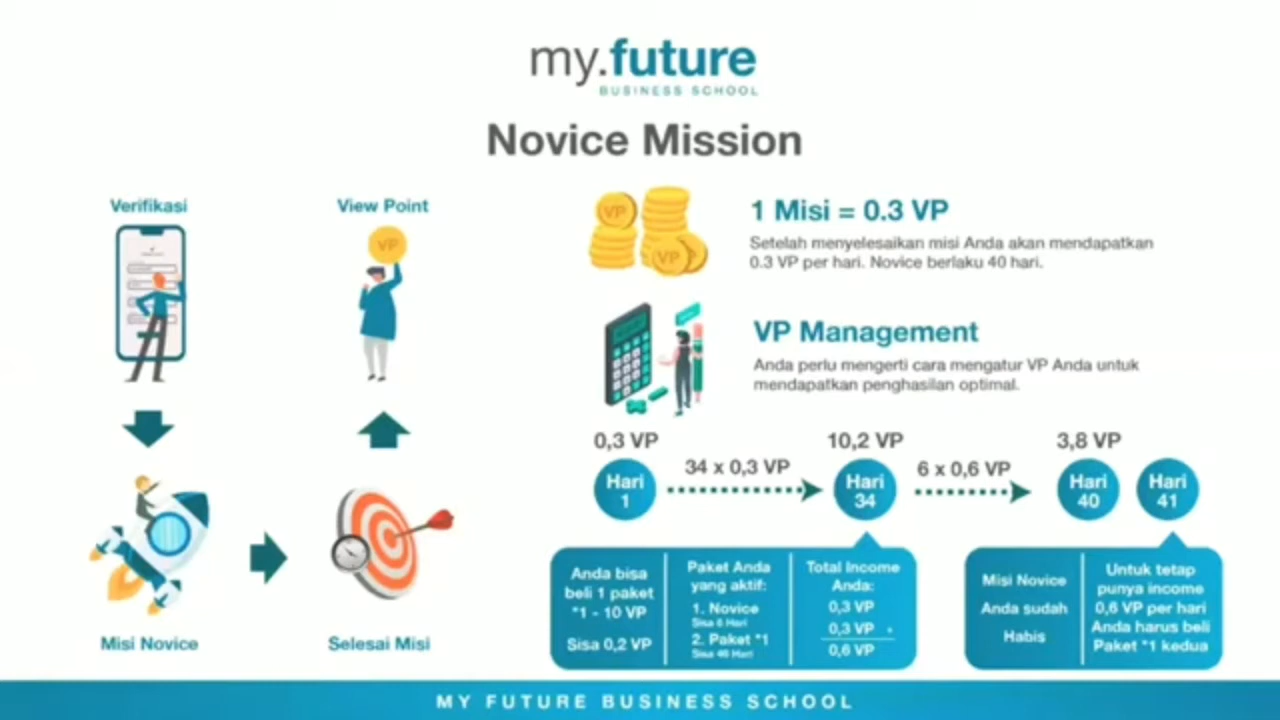 my.future
BUSINESS SCHOOL
Novice Mission
Verifikasi
View Point
VP
Misi Novice
Selesai Misi
VP
VP
1 Misi = 0.3 VP
Setelah menyelesaikan misi Anda akan mendapatkan
0.3 VP per hari. Novice berlaku 40 hari.
VP Management
Anda perlu mengerti cara mengatur VP Anda untuk
mendapatkan penghasilan optimal.
0,3 VP
34 x 0,3 VP
10,2 VP
6 x 0,6 VP
3,8 VP
Hari
1
Hari
34
Hari
40
Hari
41
Anda bisa
beli 1 paket
*1 - 10 VP
Sisa 0,2 VP
Paket Anda
yang aktif:
1. Novice
Sisa 6 Hari
2. Paket *1
Sisa 40 Hari
Total Income
Anda:
0,3 VP
0,3 VP +
0,6 VP
Misi Novice
Anda sudah
Habis
Untuk tetap
punya income
0,6 VP per hari
Anda harus beli
Paket *1 kedua
MY FUTURE BUSINESS SCHOOL